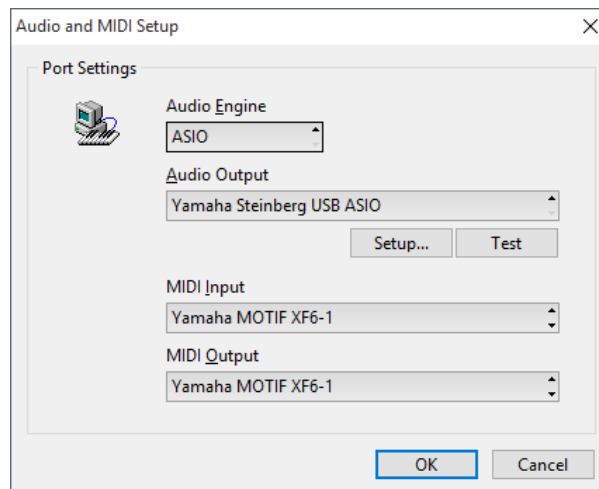 Audio and MIDI Setup
Port Settings
Audio Engine
ASIO
Audio Output
Yamaha Steinberg USB ASIO
Setup... Test
MIDI Input
Yamaha MOTIF XF6-1
MIDI Output
Yamaha MOTIF XF6-1
OK Cancel